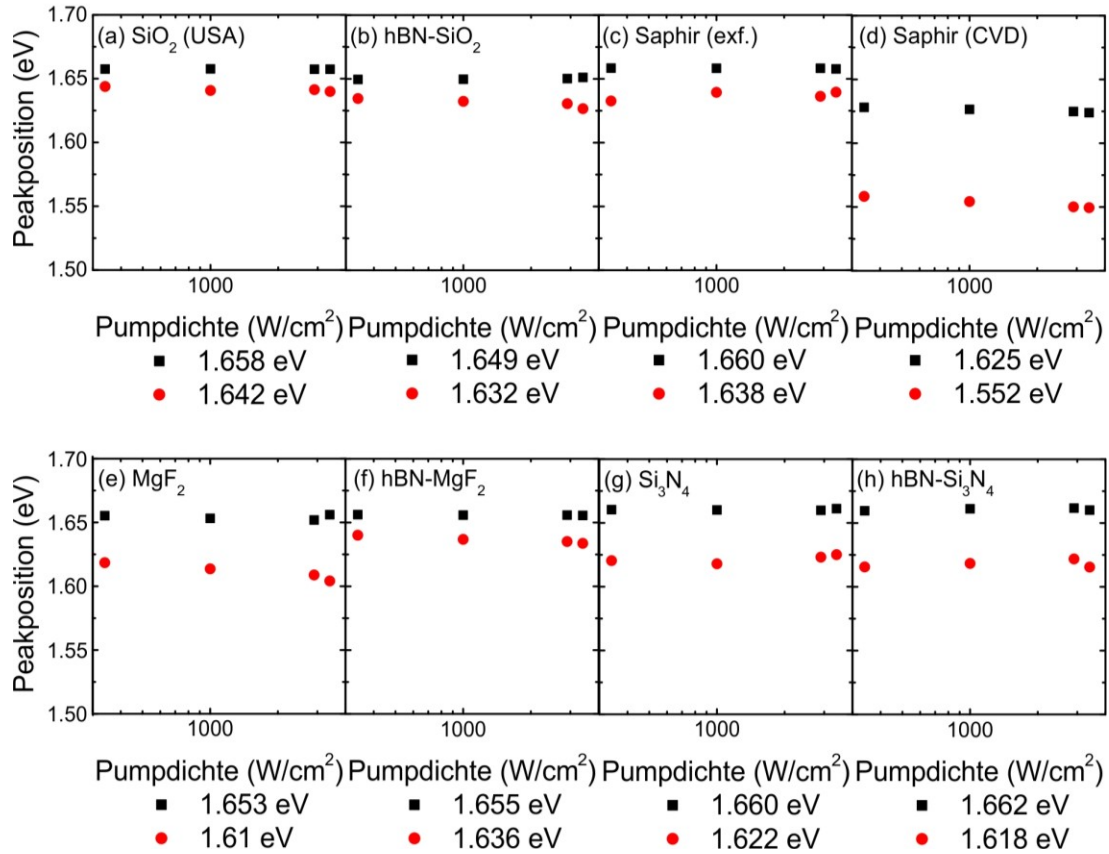 Peakposition (eV)
1.70
1.65
1.60
1.55
1.50
(a) SiO₂ (USA)
(b) hBN-SiO₂
(c) Saphir (exf.)
(d) Saphir (CVD)
1000 1000 1000 1000
Pumpdichte (W/cm²) Pumpdichte (W/cm²) Pumpdichte (W/cm²) Pumpdichte (W/cm²)
1.658 eV 1.649 eV 1.660 eV 1.625 eV
1.642 eV 1.632 eV 1.638 eV 1.552 eV
Peakposition (eV)
1.70
1.65
1.60
1.55
1.50
(e) MgF₂
(f) hBN-MgF₂
(g) Si₃N₄
(h) hBN-Si₃N₄
1000 1000 1000 1000
Pumpdichte (W/cm²) Pumpdichte (W/cm²) Pumpdichte (W/cm²) Pumpdichte (W/cm²)
1.653 eV 1.655 eV 1.660 eV 1.662 eV
1.61 eV 1.636 eV 1.622 eV 1.618 eV